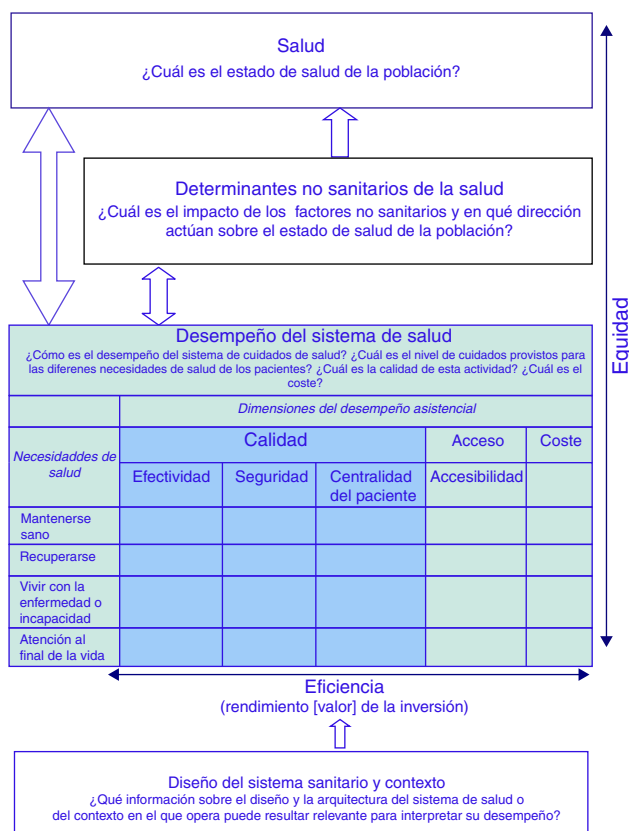 Salud
¿Cuál es el estado de salud de la población?
Determinantes no sanitarios de la salud
¿Cuál es el impacto de los factores no sanitarios y en qué dirección
actúan sobre el estado de salud de la población?
Equidad
Desempeño del sistema de salud
¿Cómo es el desempeño del sistema de cuidados de salud? ¿Cuál es el nivel de cuidados provistos para
las diferenes necesidades de salud de los pacientes? ¿Cuál es la calidad de esta actividad? ¿Cuál es el
coste?
Dimensiones del desempeño asistencial
Necesidaddes de
salud
Calidad
Acceso
Coste
Efectividad
Seguridad
Centralidad
del paciente
Accesibilidad
Mantenerse
sano
Recuperarse
Vivir con la
enfermedad o
incapacidad
Atención al
final de la vida
Eficiencia
(rendimiento [valor] de la inversión)
Diseño del sistema sanitario y contexto
¿Qué información sobre el diseño y la arquitectura del sistema de salud o
del contexto en el que opera puede resultar relevante para interpretar su desempeño?